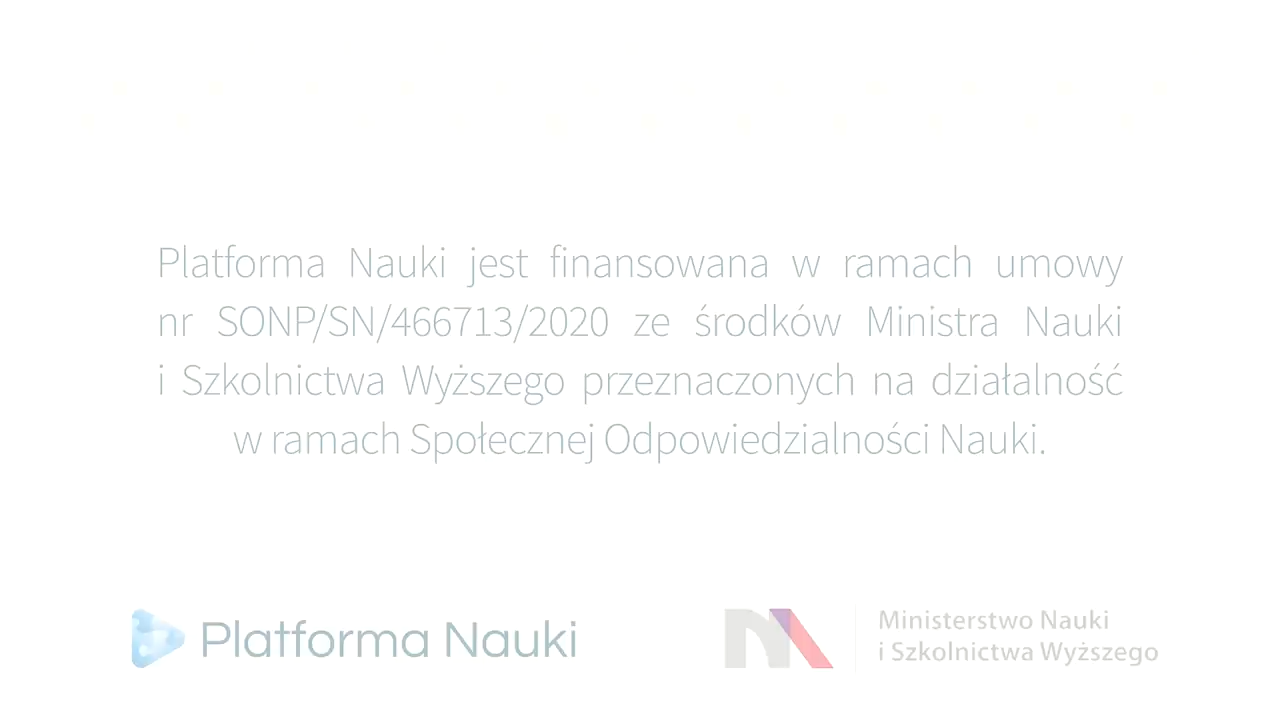 Platforma Nauki jest finansowana w ramach umowy
nr SONP/SN/466713/2020 ze środków Ministra Nauki
i Szkolnictwa Wyższego przeznaczonych na działalność
w ramach Społecznej Odpowiedzialności Nauki.
Platforma Nauki
Ministerstwo Nauki
i Szkolnictwa Wyższego